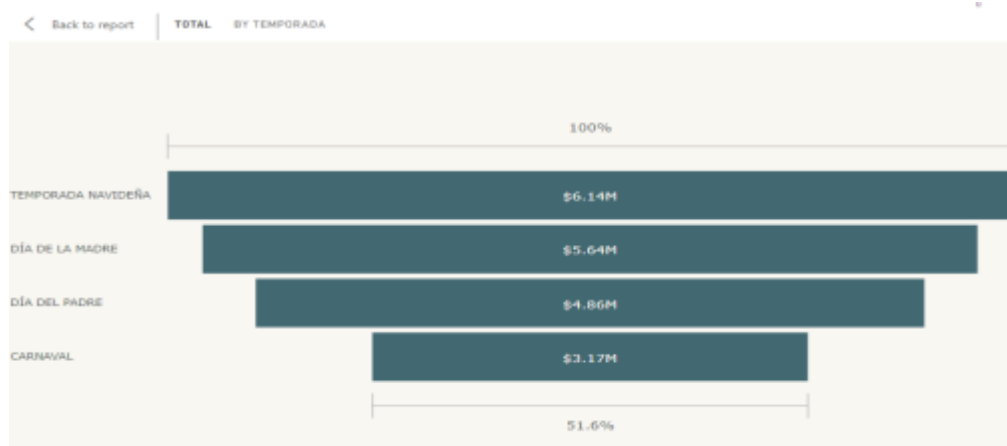 Back to report TOTAL BY TEMPORADA
100%
TEMPORADA NAVIDEÑA $6.14M
DÍA DE LA MADRE $5.64M
DÍA DEL PADRE $4.86M
CARNAVAL $3.17M
51.6%